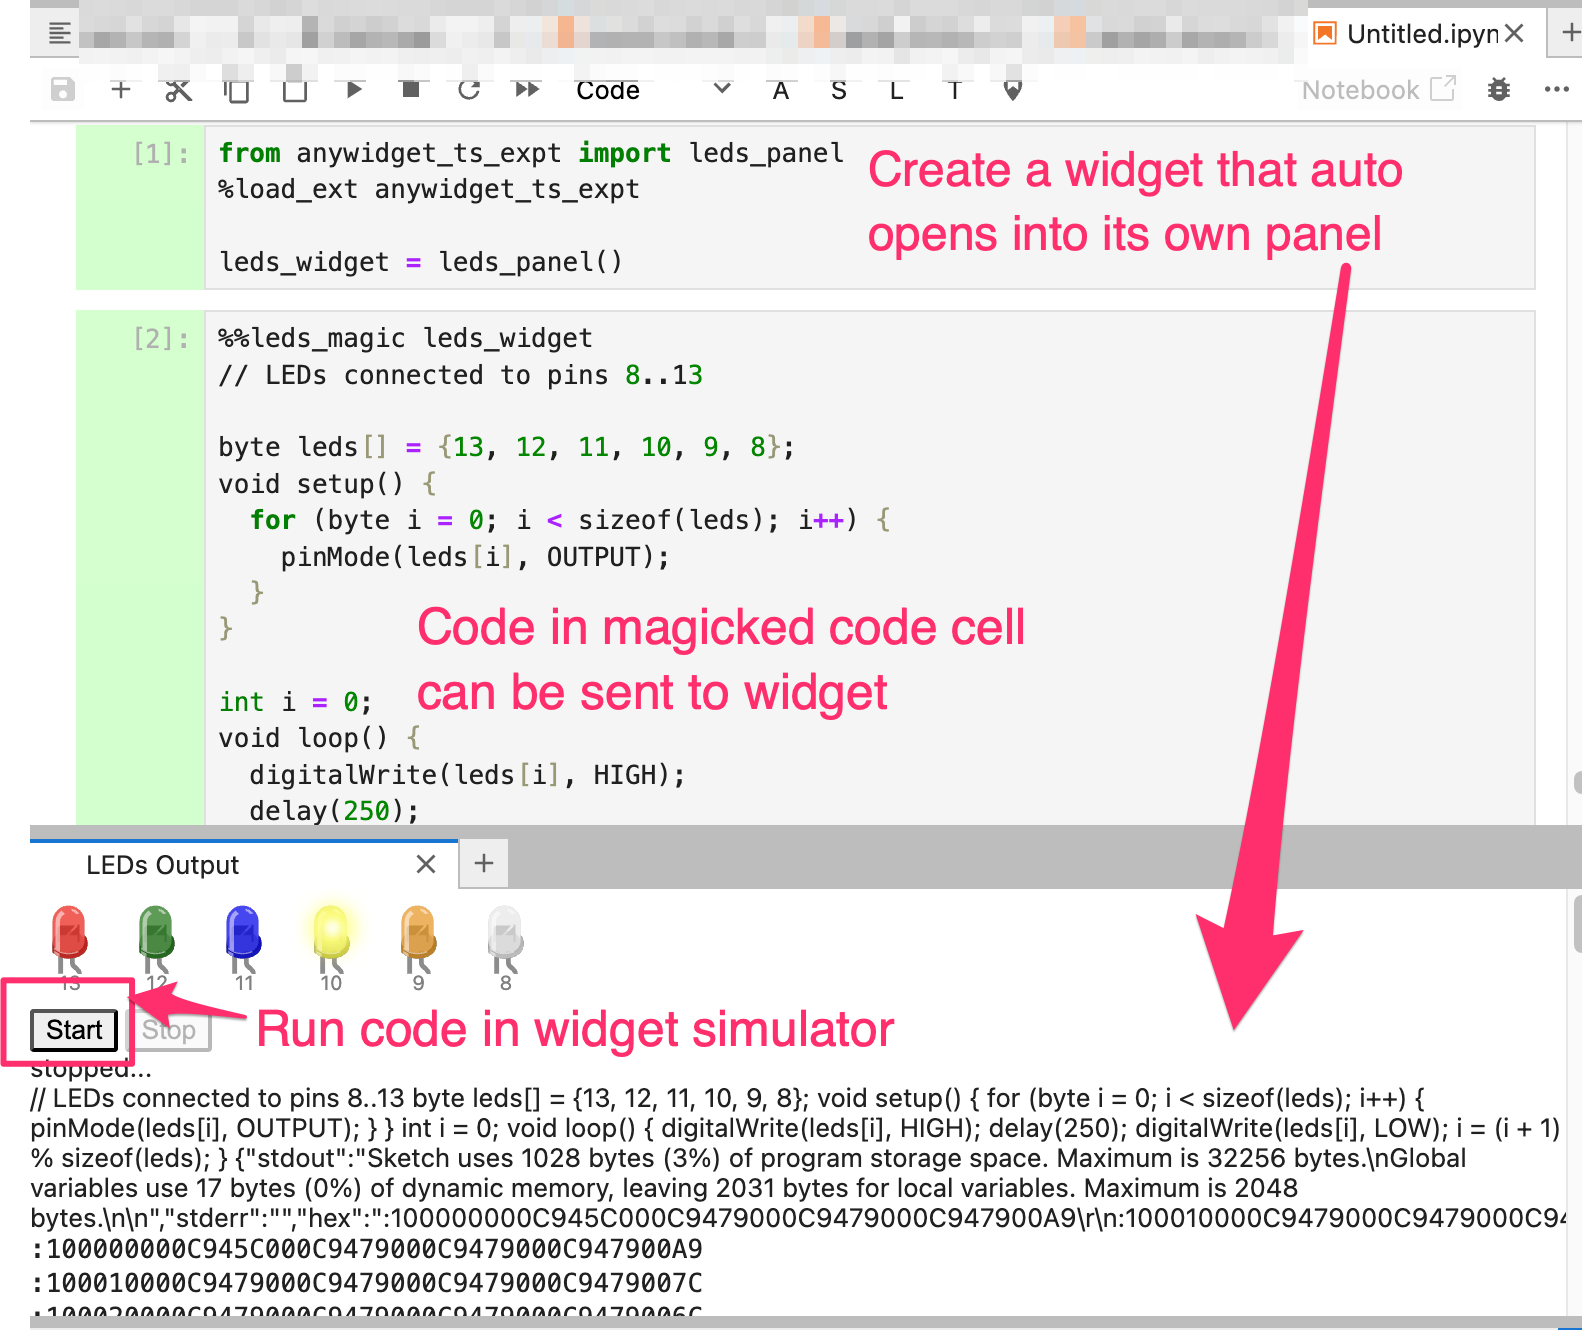 Untitled.ipyn
Code
A S L T
Notebook
[1]:
from anywidget_ts_expt import leds_panel
%load_ext anywidget_ts_expt
leds_widget = leds_panel()
Create a widget that auto
opens into its own panel
[2]:
%%leds_magic leds_widget
// LEDs connected to pins 8..13
byte leds[] = {13, 12, 11, 10, 9, 8};
void setup() {
for (byte i = 0; i < sizeof(leds); i++) {
pinMode(leds[i], OUTPUT);
}
}
Code in magicked code cell
can be sent to widget
int i = 0;
void loop() {
digitalWrite(leds[i], HIGH);
delay(250);
LEDs Output
13 12 11 10 9 8
Start Stop
Run code in widget simulator
stopped...
// LEDs connected to pins 8..13 byte leds[] = {13, 12, 11, 10, 9, 8}; void setup() { for (byte i = 0; i < sizeof(leds); i++) {
pinMode(leds[i], OUTPUT); } } int i = 0; void loop() { digitalWrite(leds[i], HIGH); delay(250); digitalWrite(leds[i], LOW); i = (i + 1)
% sizeof(leds); } {"stdout":"Sketch uses 1028 bytes (3%) of program storage space. Maximum is 32256 bytes.\nGlobal
variables use 17 bytes (0%) of dynamic memory, leaving 2031 bytes for local variables. Maximum is 2048
bytes.\n\n","stderr":"","hex":":100000000C945C000C9479000C9479000C947900A9\r\n:100010000C9479000C9479000C94
:100000000C945C000C9479000C9479000C947900A9
:100010000C9479000C9479000C9479000C9479007C
:100020000C9479000C9479000C9479000C9479006C